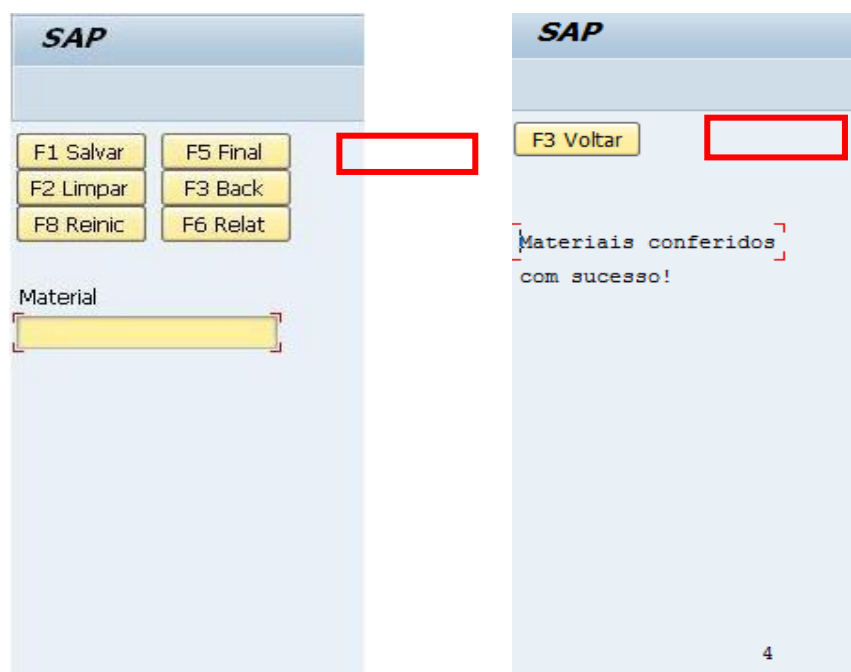 SAP
F1 Salvar F5 Final
F2 Limpar F3 Back
F8 Reinic F6 Relat
Material
SAP
F3 Voltar
Materiais conferidos
com sucesso!
4